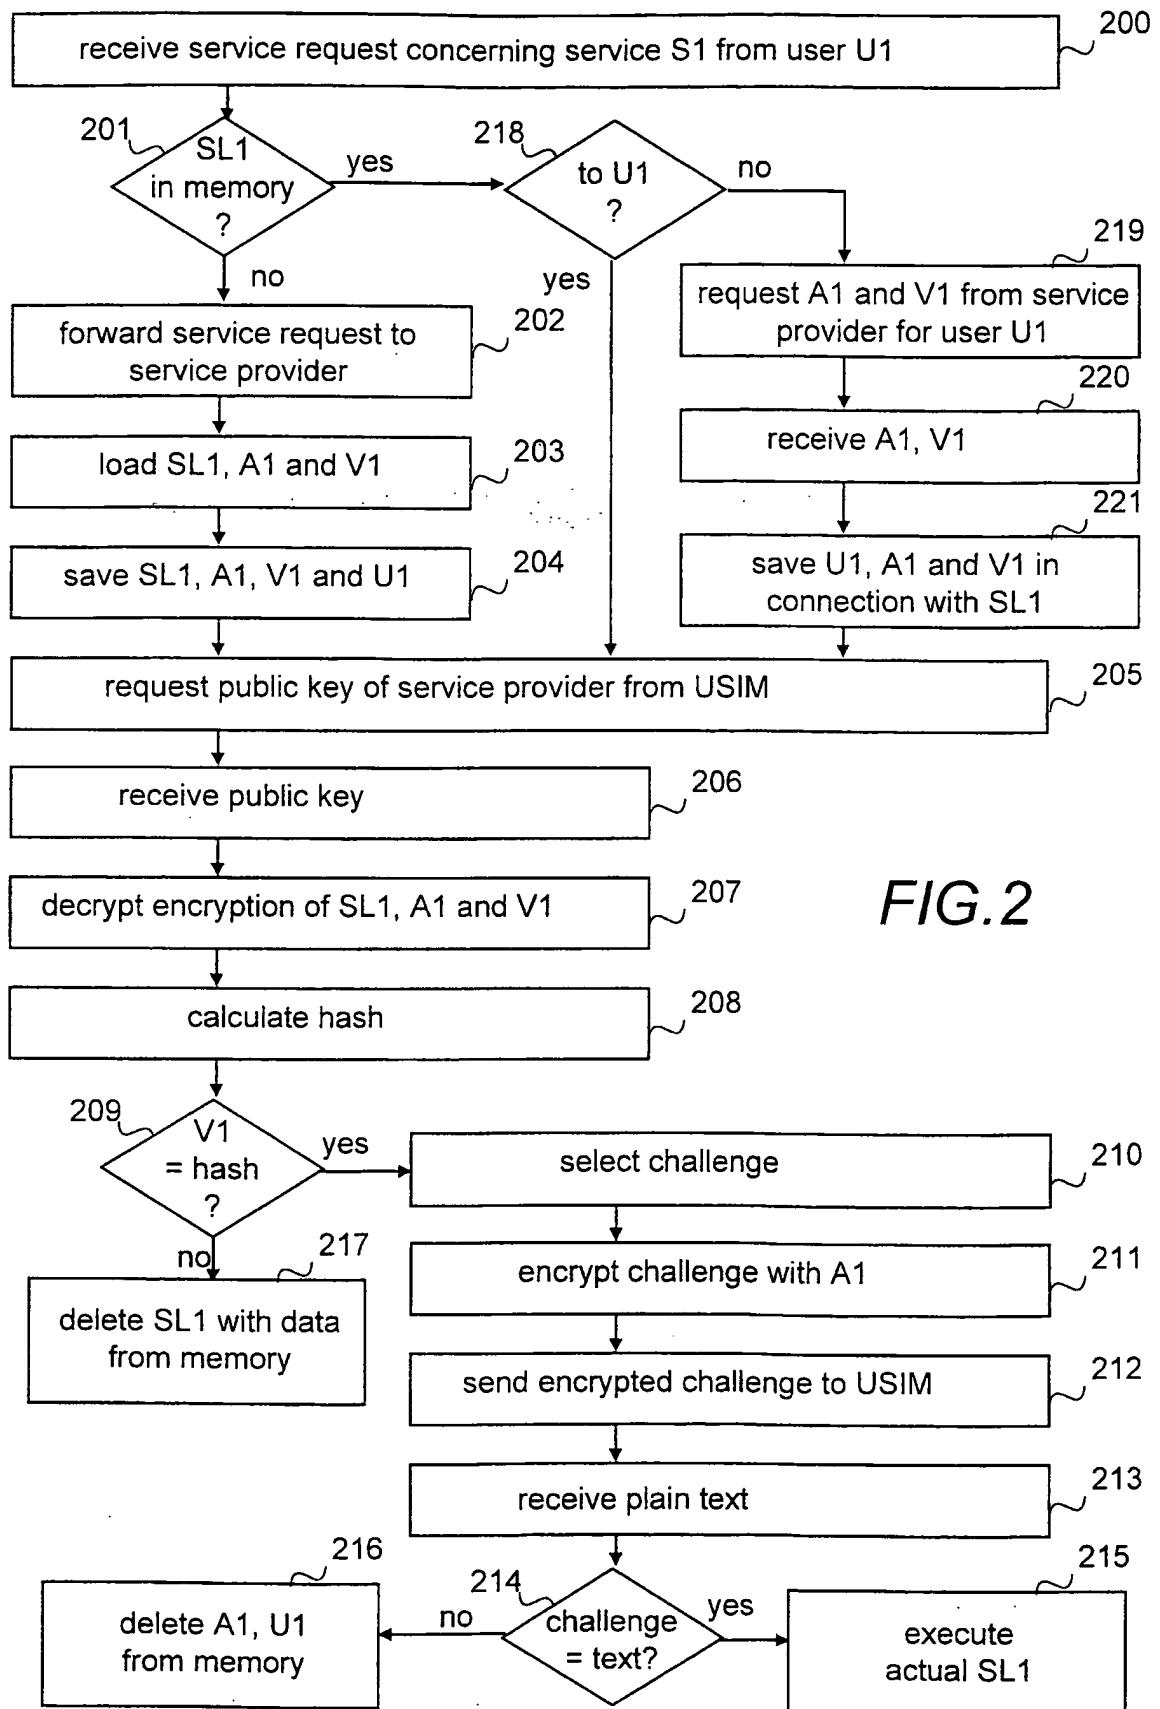 receive service request concerning service S1 from user U1
200
201
SL1
in memory
?
yes
218
to U1
?
no
no
yes
219
request A1 and V1 from service
provider for user U1
forward service request to
service provider
202
220
receive A1, V1
load SL1, A1 and V1
203
221
save U1, A1 and V1 in
connection with SL1
save SL1, A1, V1 and U1
204
request public key of service provider from USIM
205
receive public key
206
decrypt encryption of SL1, A1 and V1
207
FIG.2
calculate hash
208
209
V1
= hash
?
yes
select challenge
210
no
217
delete SL1 with data
from memory
encrypt challenge with A1
211
send encrypted challenge to USIM
212
receive plain text
213
216
delete A1, U1
from memory
no
214
challenge
= text?
yes
215
execute
actual SL1